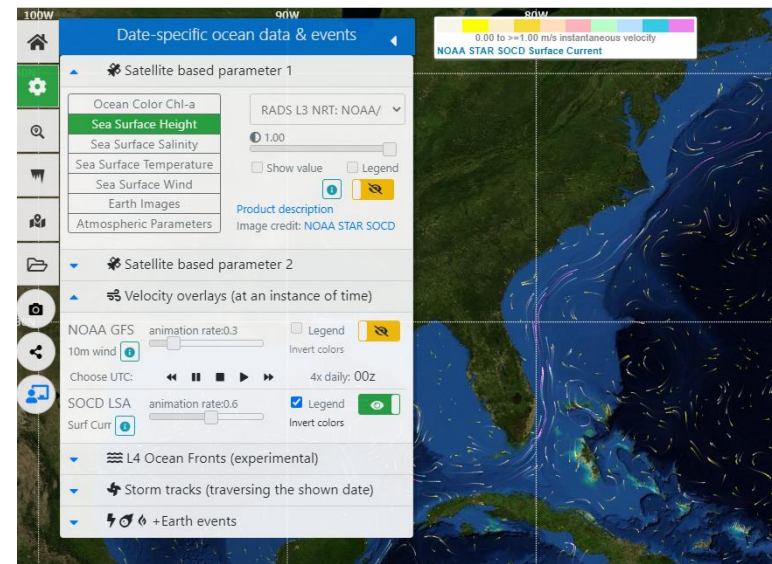 100W
90W
80W
Date-specific ocean data & events
0.00 to >=1.00 m/s instantaneous velocity
NOAA STAR SOCD Surface Current
Satellite based parameter 1
Ocean Color Chl-a
Sea Surface Height
Sea Surface Salinity
Sea Surface Temperature
Sea Surface Wind
Earth Images
Atmospheric Parameters
RADS L3 NRT: NOAA/
1.00
Show value
Legend
Product description
Image credit: NOAA STAR SOCD
Satellite based parameter 2
Velocity overlays (at an instance of time)
NOAA GFS animation rate:0.3 Legend
10m wind Invert colors
Choose UTC: 4x daily: 00z
SOCD LSA animation rate:0.6 Legend
Surf Curr Invert colors
L4 Ocean Fronts (experimental)
Storm tracks (traversing the shown date)
+Earth events